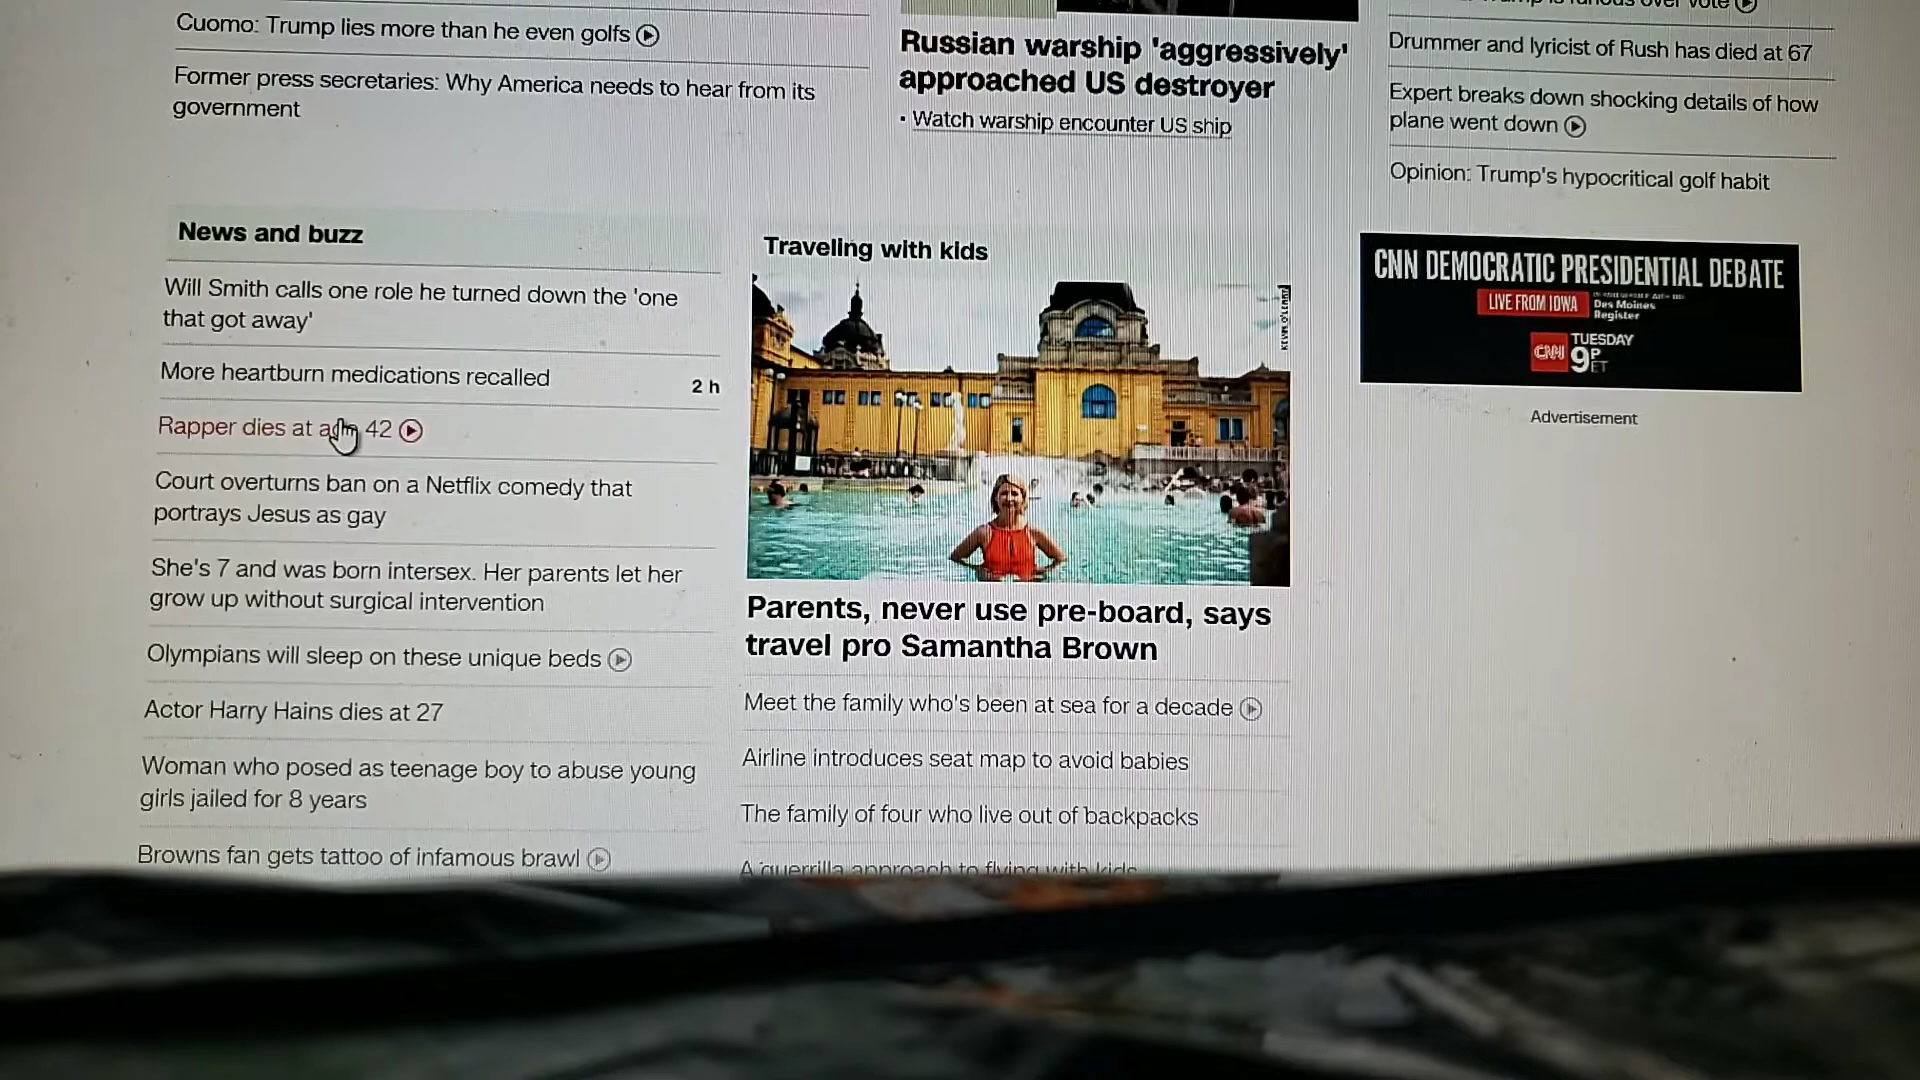 Cuomo: Trump lies more than he even golfs
Former press secretaries: Why America needs to hear from its
government
Russian warship 'aggressively'
approached US destroyer
• Watch warship encounter US ship
over vote
Drummer and lyricist of Rush has died at 67
Expert breaks down shocking details of how
plane went down
Opinion: Trump's hypocritical golf habit
News and buzz
Will Smith calls one role he turned down the 'one
that got away'
More heartburn medications recalled
2 h
Rapper dies at 42
Court overturns ban on a Netflix comedy that
portrays Jesus as gay
She's 7 and was born intersex. Her parents let her
grow up without surgical intervention
Olympians will sleep on these unique beds
Actor Harry Hains dies at 27
Woman who posed as teenage boy to abuse young
girls jailed for 8 years
Browns fan gets tattoo of infamous brawl
Traveling with kids
Parents, never use pre-board, says
travel pro Samantha Brown
Meet the family who's been at sea for a decade
Airline introduces seat map to avoid babies
The family of four who live out of backpacks
A guerrilla approach to flying with kids
CNN DEMOCRATIC PRESIDENTIAL DEBATE
LIVE FROM IOWA
Des Moines
Register
CNN
TUESDAY
9P
ET
Advertisement